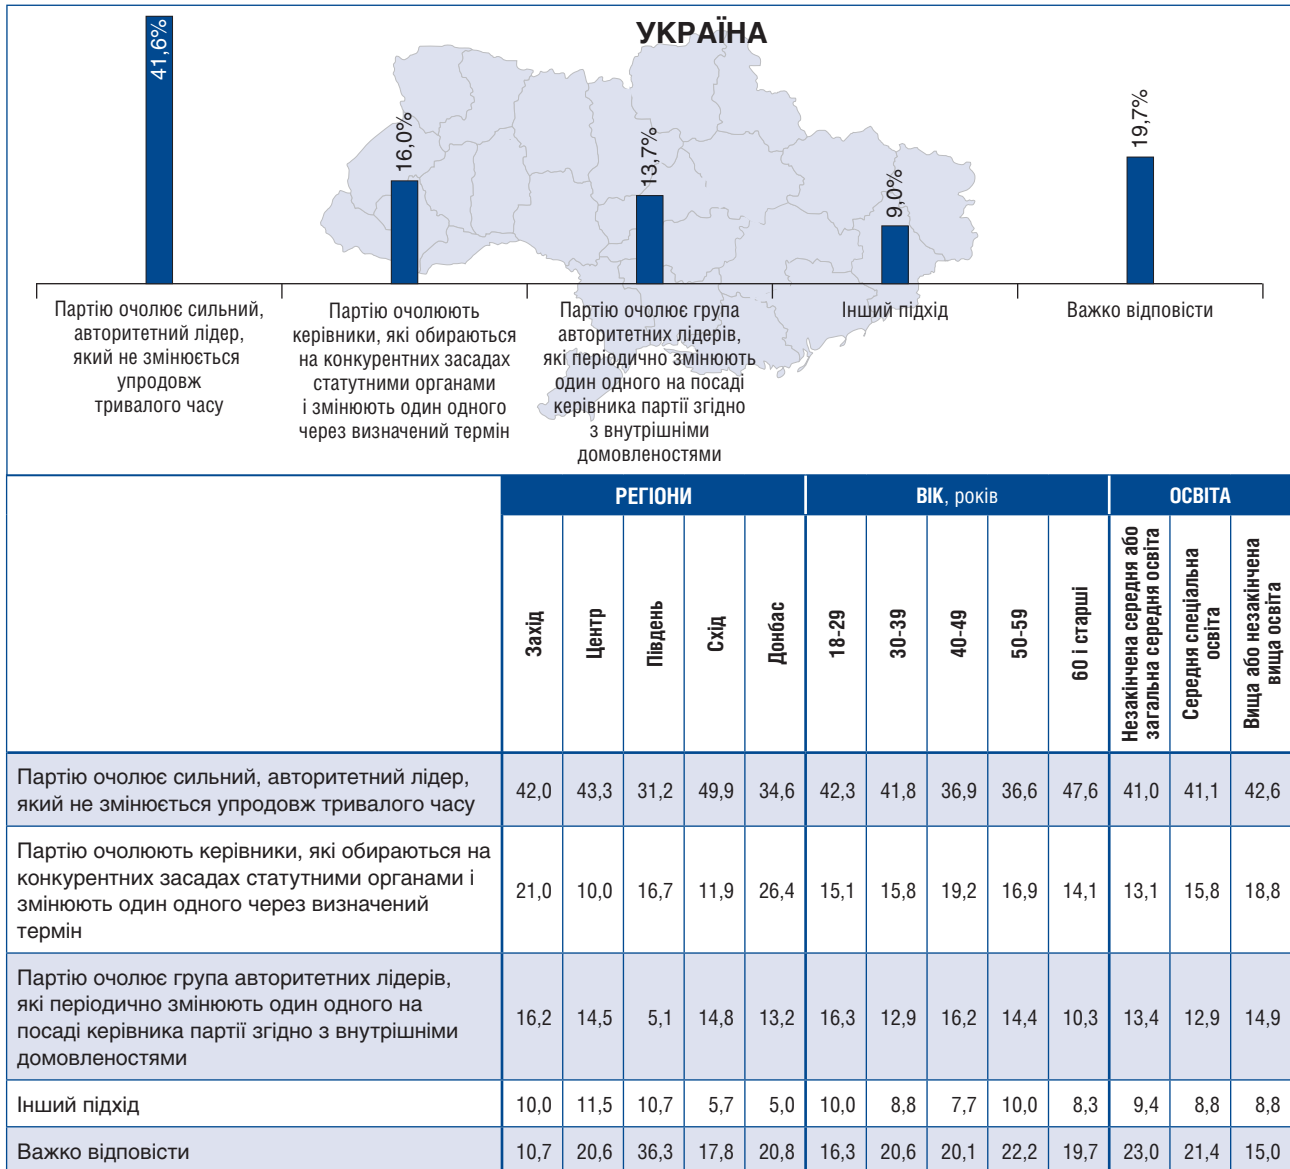 УКРАЇНА
41,6%
16,0%
13,7%
9,0%
19,7%
Партію очолює сильний,
авторитетний лідер,
який не змінюється
упродовж
тривалого часу
Партію очолюють
керівники, які обираються
на конкурентних засадах
статутними органами
і змінюють один одного
через визначений термін
Партію очолює група
авторитетних лідерів,
які періодично змінюють
один одного на посаді
керівника партії згідно
з внутрішніми
домовленостями
Інший підхід
Важко відповісти
РЕГІОНИ ВІК, років ОСВІТА
Захід
Центр
Південь
Схід
Донбас
18-29
30-39
40-49
50-59
60 і старші
Незакінчена середня або
загальна середня освіта
Середня спеціальна
освіта
Вища або незакінчена
вища освіта
Партію очолює сильний, авторитетний лідер,
який не змінюється упродовж тривалого часу
42,0 43,3 31,2 49,9 34,6 42,3 41,8 36,9 36,6 47,6 41,0 41,1 42,6
Партію очолюють керівники, які обираються на
конкурентних засадах статутними органами і
змінюють один одного через визначений
термін
21,0 10,0 16,7 11,9 26,4 15,1 15,8 19,2 16,9 14,1 13,1 15,8 18,8
Партію очолює група авторитетних лідерів,
які періодично змінюють один одного на
посаді керівника партії згідно з внутрішніми
домовленостями
16,2 14,5 5,1 14,8 13,2 16,3 12,9 16,2 14,4 10,3 13,4 12,9 14,9
Інший підхід 10,0 11,5 10,7 5,7 5,0 10,0 8,8 7,7 10,0 8,3 9,4 8,8 8,8
Важко відповісти 10,7 20,6 36,3 17,8 20,8 16,3 20,6 20,1 22,2 19,7 23,0 21,4 15,0